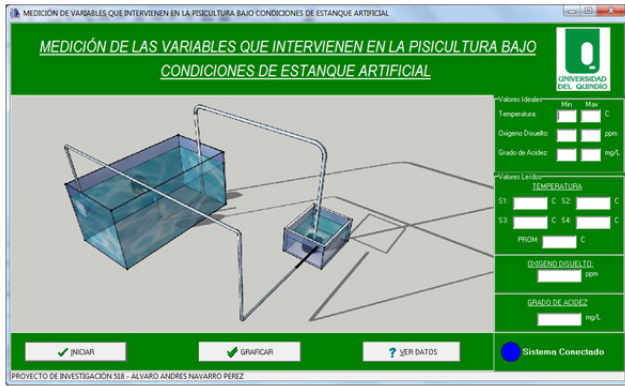 MEDICIÓN DE VARIABLES QUE INTERVIENEN EN LA PISICULTURA BAJO CONDICIONES DE ESTANQUE ARTIFICIAL
MEDICIÓN DE LAS VARIABLES QUE INTERVIENEN EN LA PISICULTURA BAJO
CONDICIONES DE ESTANQUE ARTIFICIAL
UNIVERSIDAD
DEL QUINDÍO
Valores Ideales
Min Max
Temperatura: C
Oxigeno Disuelto: ppm
Grado de Acidez: mg/L
Valores Leídos
TEMPERATURA
S1: C S2: C
S3: C S4: C
PROM: C
OXIGENO DISUELTO:
ppm
GRADO DE ACIDEZ
mg/L
INICIAR
GRAFICAR
? VER DATOS
Sistema Conectado
PROYECTO DE INVESTIGACIÓN 518 - ALVARO ANDRES NAVARRO PEREZ